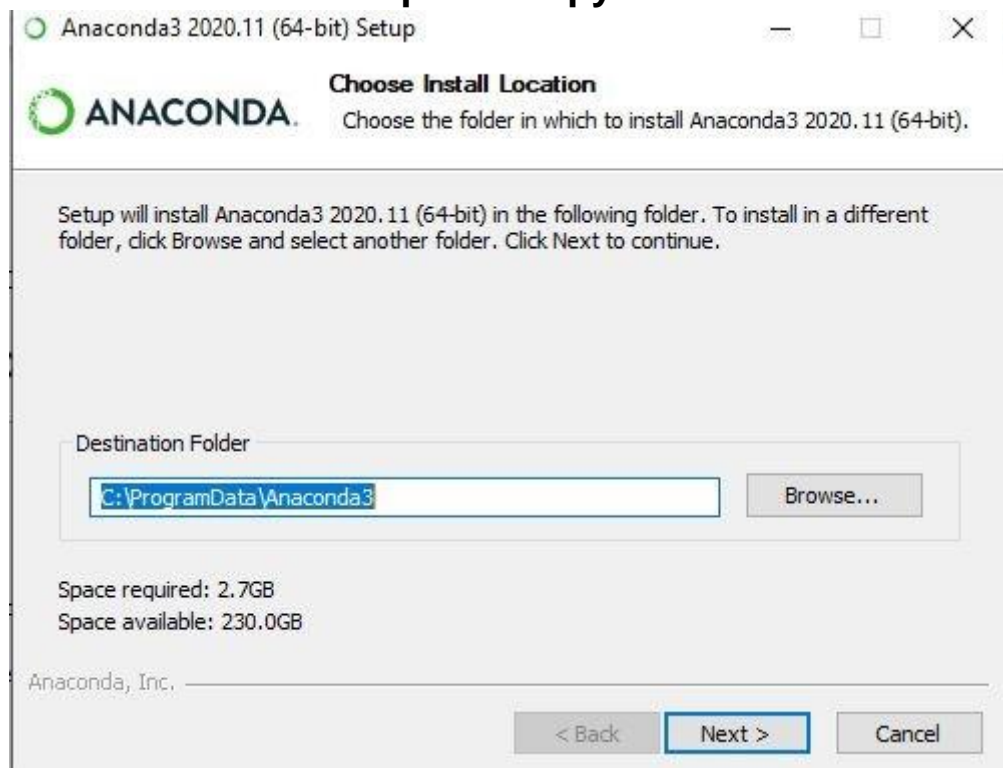 Anaconda3 2020.11 (64-bit) Setup
ANACONDA.
Choose Install Location
Choose the folder in which to install Anaconda3 2020.11 (64-bit).
Setup will install Anaconda3 2020.11 (64-bit) in the following folder. To install in a different
folder, click Browse and select another folder. Click Next to continue.
Destination Folder
C:\ProgramData\Anaconda3
Browse...
Space required: 2.7GB
Space available: 230.0GB
Anaconda, Inc.
< Back
Next >
Cancel